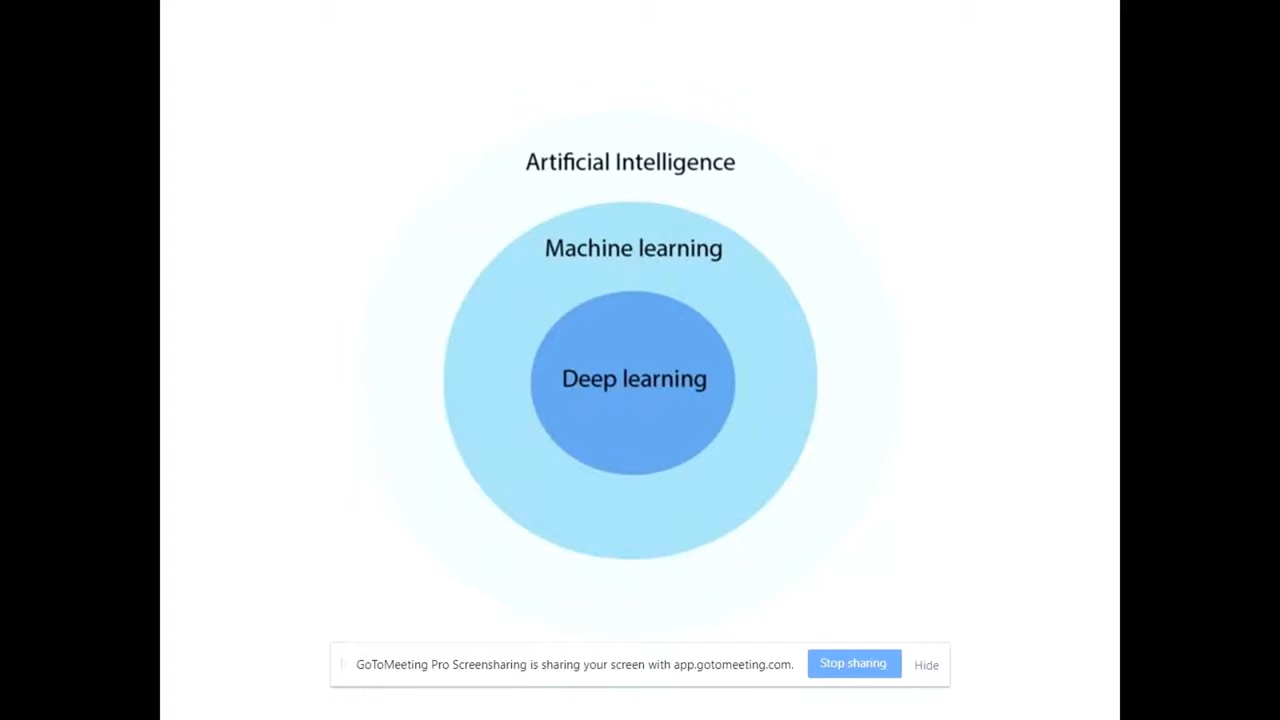 Artificial Intelligence
Machine learning
Deep learning
GoToMeeting Pro Screensharing is sharing your screen with app.gotomeeting.com. Stop sharing Hide